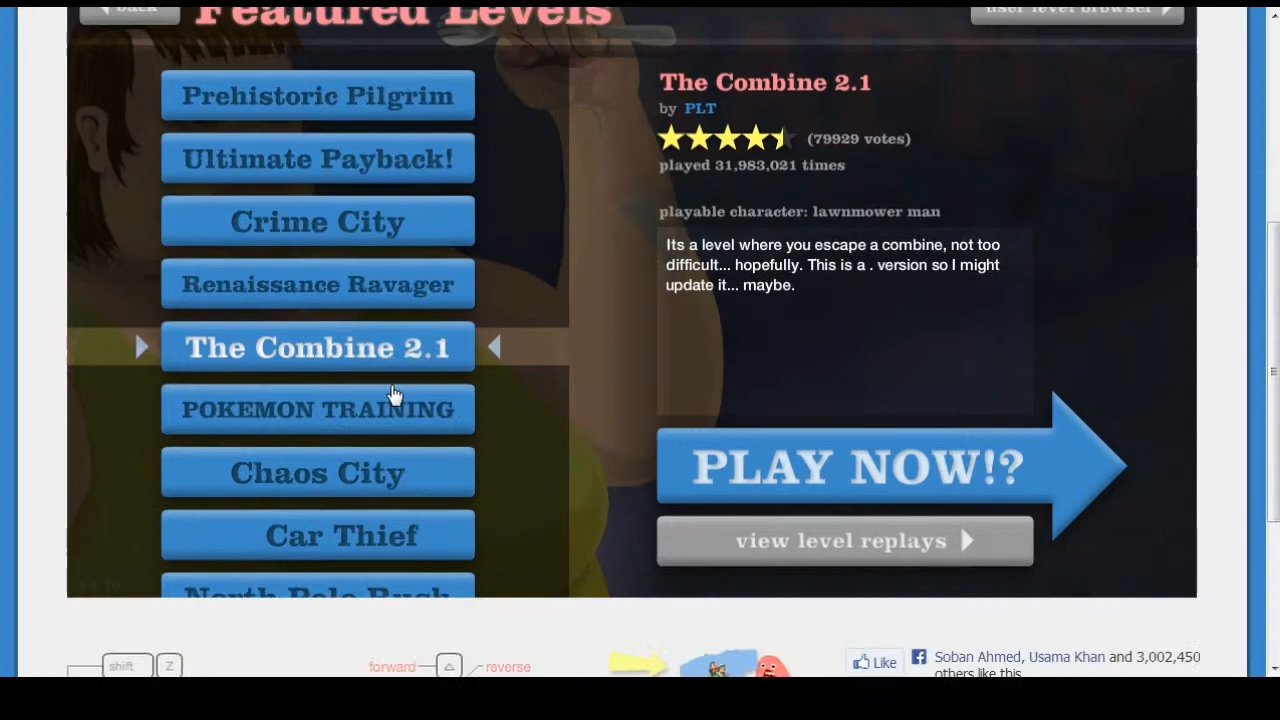 back
Featured Levels
user level browser
Prehistoric Pilgrim
Ultimate Payback!
Crime City
Renaissance Ravager
The Combine 2.1
POKEMON TRAINING
Chaos City
Car Thief
North Pole Rush
The Combine 2.1
by PLT
(79929 votes)
played 31,983,021 times
playable character: lawnmower man
Its a level where you escape a combine, not too
difficult... hopefully. This is a . version so I might
update it... maybe.
PLAY NOW!?
view level replays
shift Z
forward
reverse
Like
Soban Ahmed, Usama Khan and 3,002,450
others like this